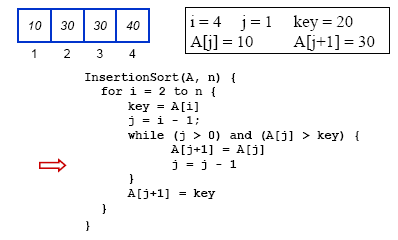 10 30 30 40
1 2 3 4
i = 4 j = 1 key = 20
A[j] = 10 A[j+1] = 30
InsertionSort(A, n) {
for i = 2 to n {
key = A[i]
j = i - 1;
while (j > 0) and (A[j] > key) {
A[j+1] = A[j]
j = j - 1
}
A[j+1] = key
}
}